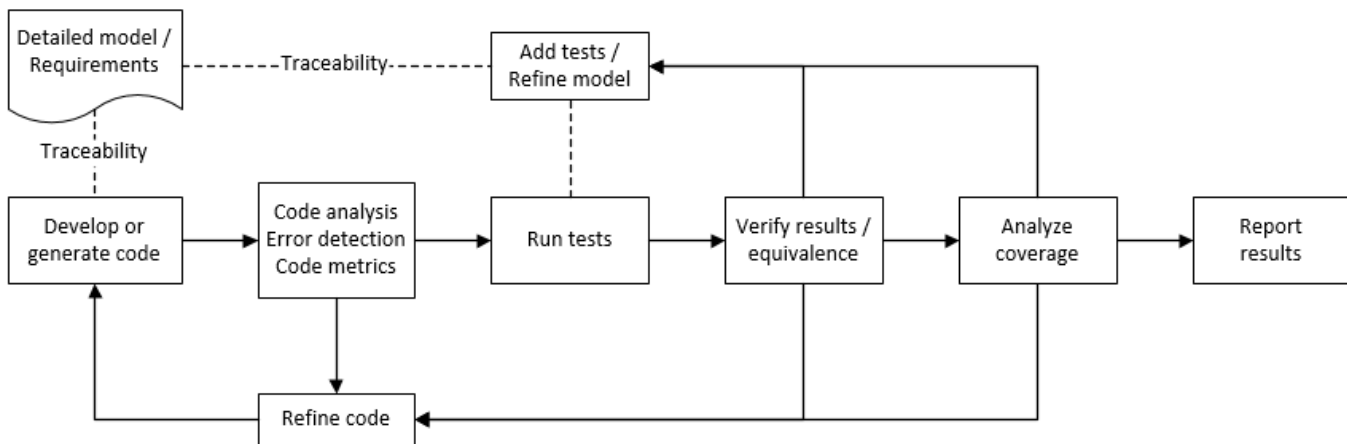 Detailed model /
Requirements
Traceability
Add tests /
Refine model
Traceability
Develop or
generate code
Code analysis
Error detection
Code metrics
Run tests
Verify results /
equivalence
Analyze
coverage
Report
results
Refine code